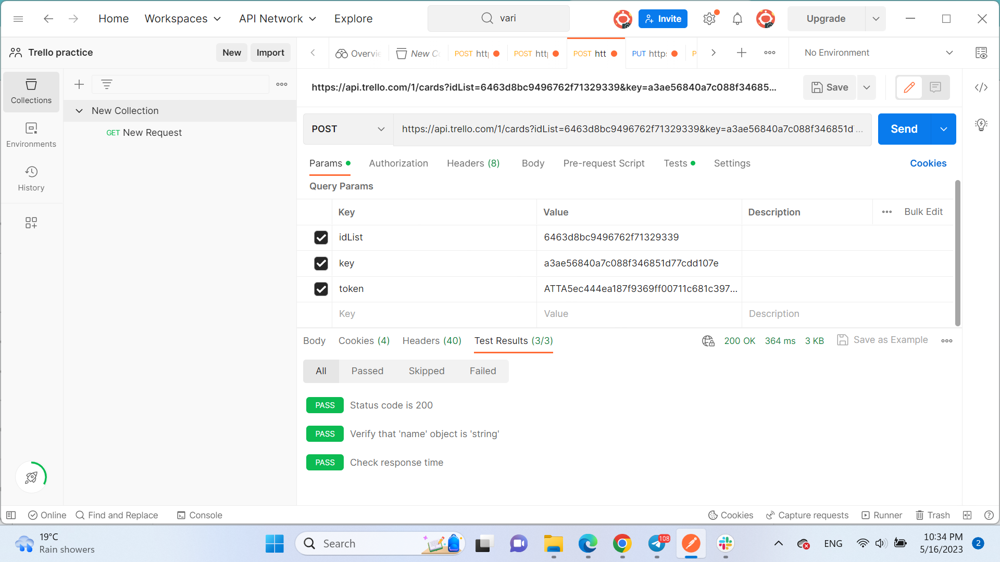 Home
Workspaces
API Network
Explore
vari
Invite
Upgrade
Trello practice
New
Import
Overvie
New C
POST htt
POST htt
POST htt
PUT http:
P
No Environment
Collections
Environments
History
New Collection
GET New Request
https://api.trello.com/1/cards?idList=6463d8bc9496762f71329339&key=a3ae56840a7c088f34685...
Save
POST
https://api.trello.com/1/cards?idList=6463d8bc9496762f71329339&key=a3ae56840a7c088f346851d ...
Send
Params
Authorization
Headers (8)
Body
Pre-request Script
Tests
Settings
Cookies
Query Params
Key
Value
Description
Bulk Edit
idList
6463d8bc9496762f71329339
key
a3ae56840a7c088f346851d77cdd107e
token
ATTA5ec444ea187f9369ff00711c681c397...
Key
Value
Description
Body
Cookies (4)
Headers (40)
Test Results (3/3)
200 OK
364 ms
3 KB
Save as Example
All
Passed
Skipped
Failed
PASS
Status code is 200
PASS
Verify that 'name' object is 'string'
PASS
Check response time
Online
Find and Replace
Console
Cookies
Capture requests
Runner
Trash
19°C
Rain showers
Search
108
ENG
10:34 PM
5/16/2023
2